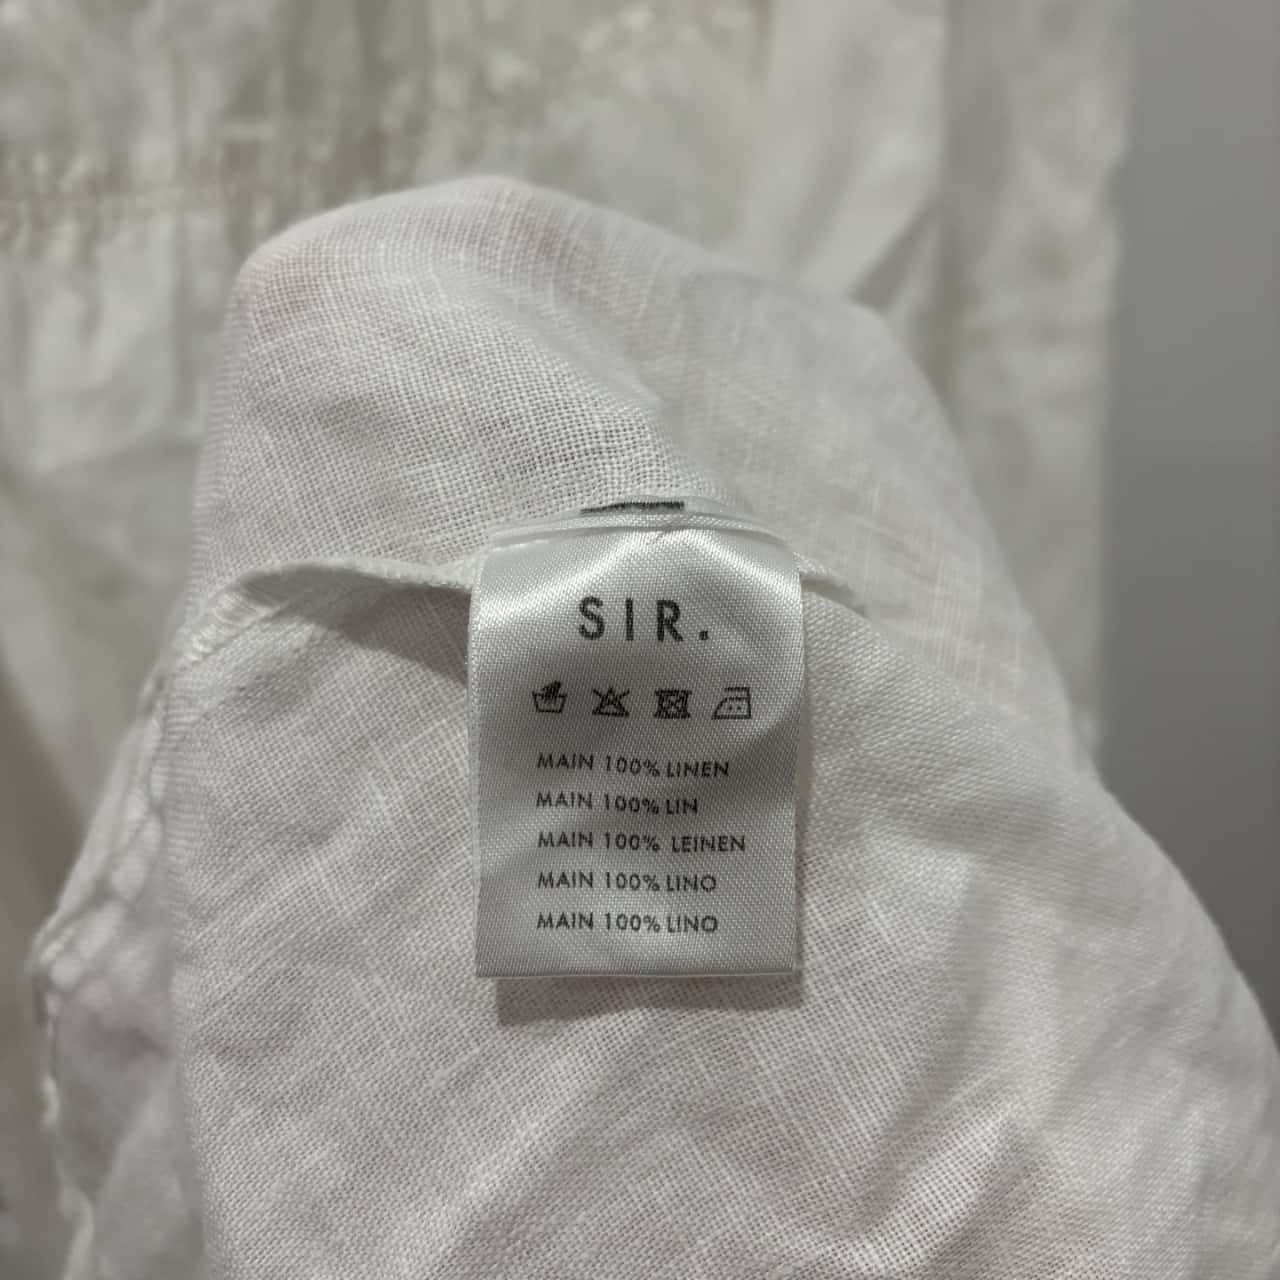 SIR.
MAIN 100% LINEN
MAIN 100% LIN
MAIN 100% LEINEN
MAIN 100% LINO
MAIN 100% LINO